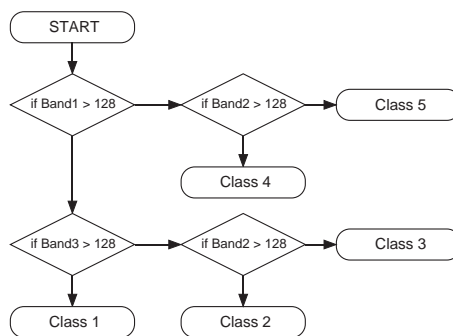 START
if Band1 > 128
if Band2 > 128
Class 5
Class 4
if Band3 > 128
if Band2 > 128
Class 3
Class 1
Class 2